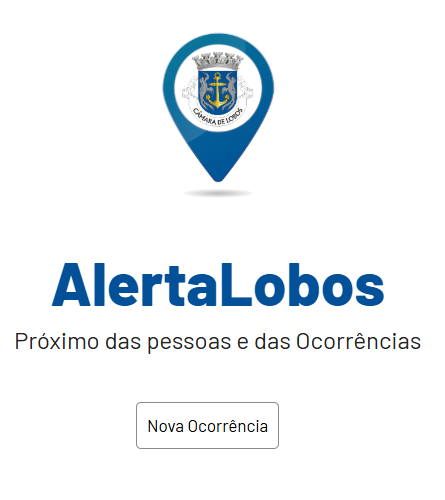 CÂMARA DE LOBOS
AlertaLobos
Próximo das pessoas e das Ocorrências
Nova Ocorrência